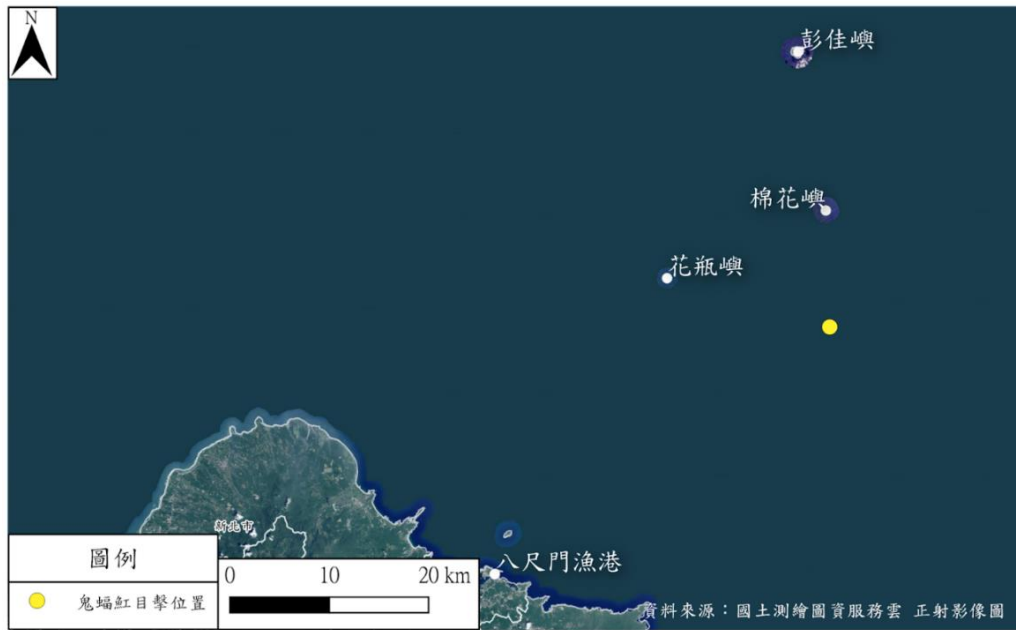 N
彭佳嶼
棉花嶼
花瓶嶼
新北市
八尺門漁港
圖例
鬼蝠魟目擊位置
0 10 20 km
資料來源：國土測繪圖資服務雲 正射影像圖